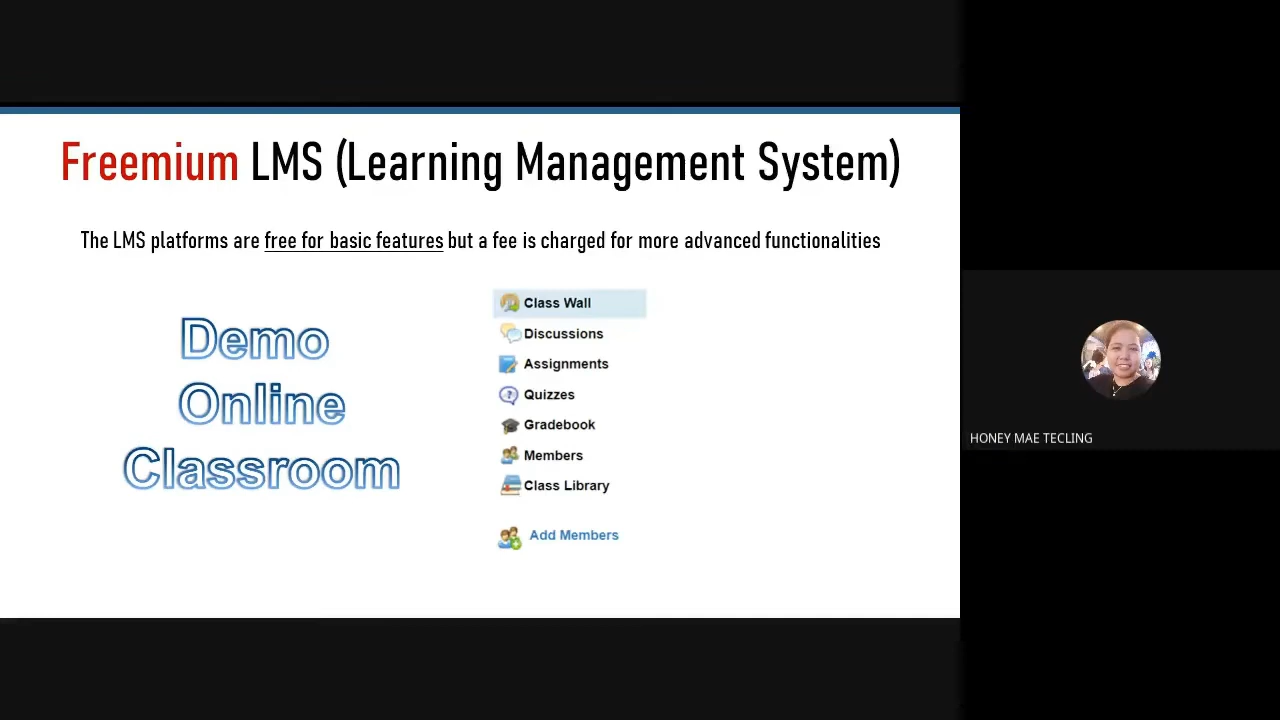 Freemium LMS (Learning Management System)
The LMS platforms are free for basic features but a fee is charged for more advanced functionalities
Demo
Online
Classroom
Class Wall
Discussions
Assignments
Quizzes
Gradebook
Members
Class Library
Add Members
HONEY MAE TECLING